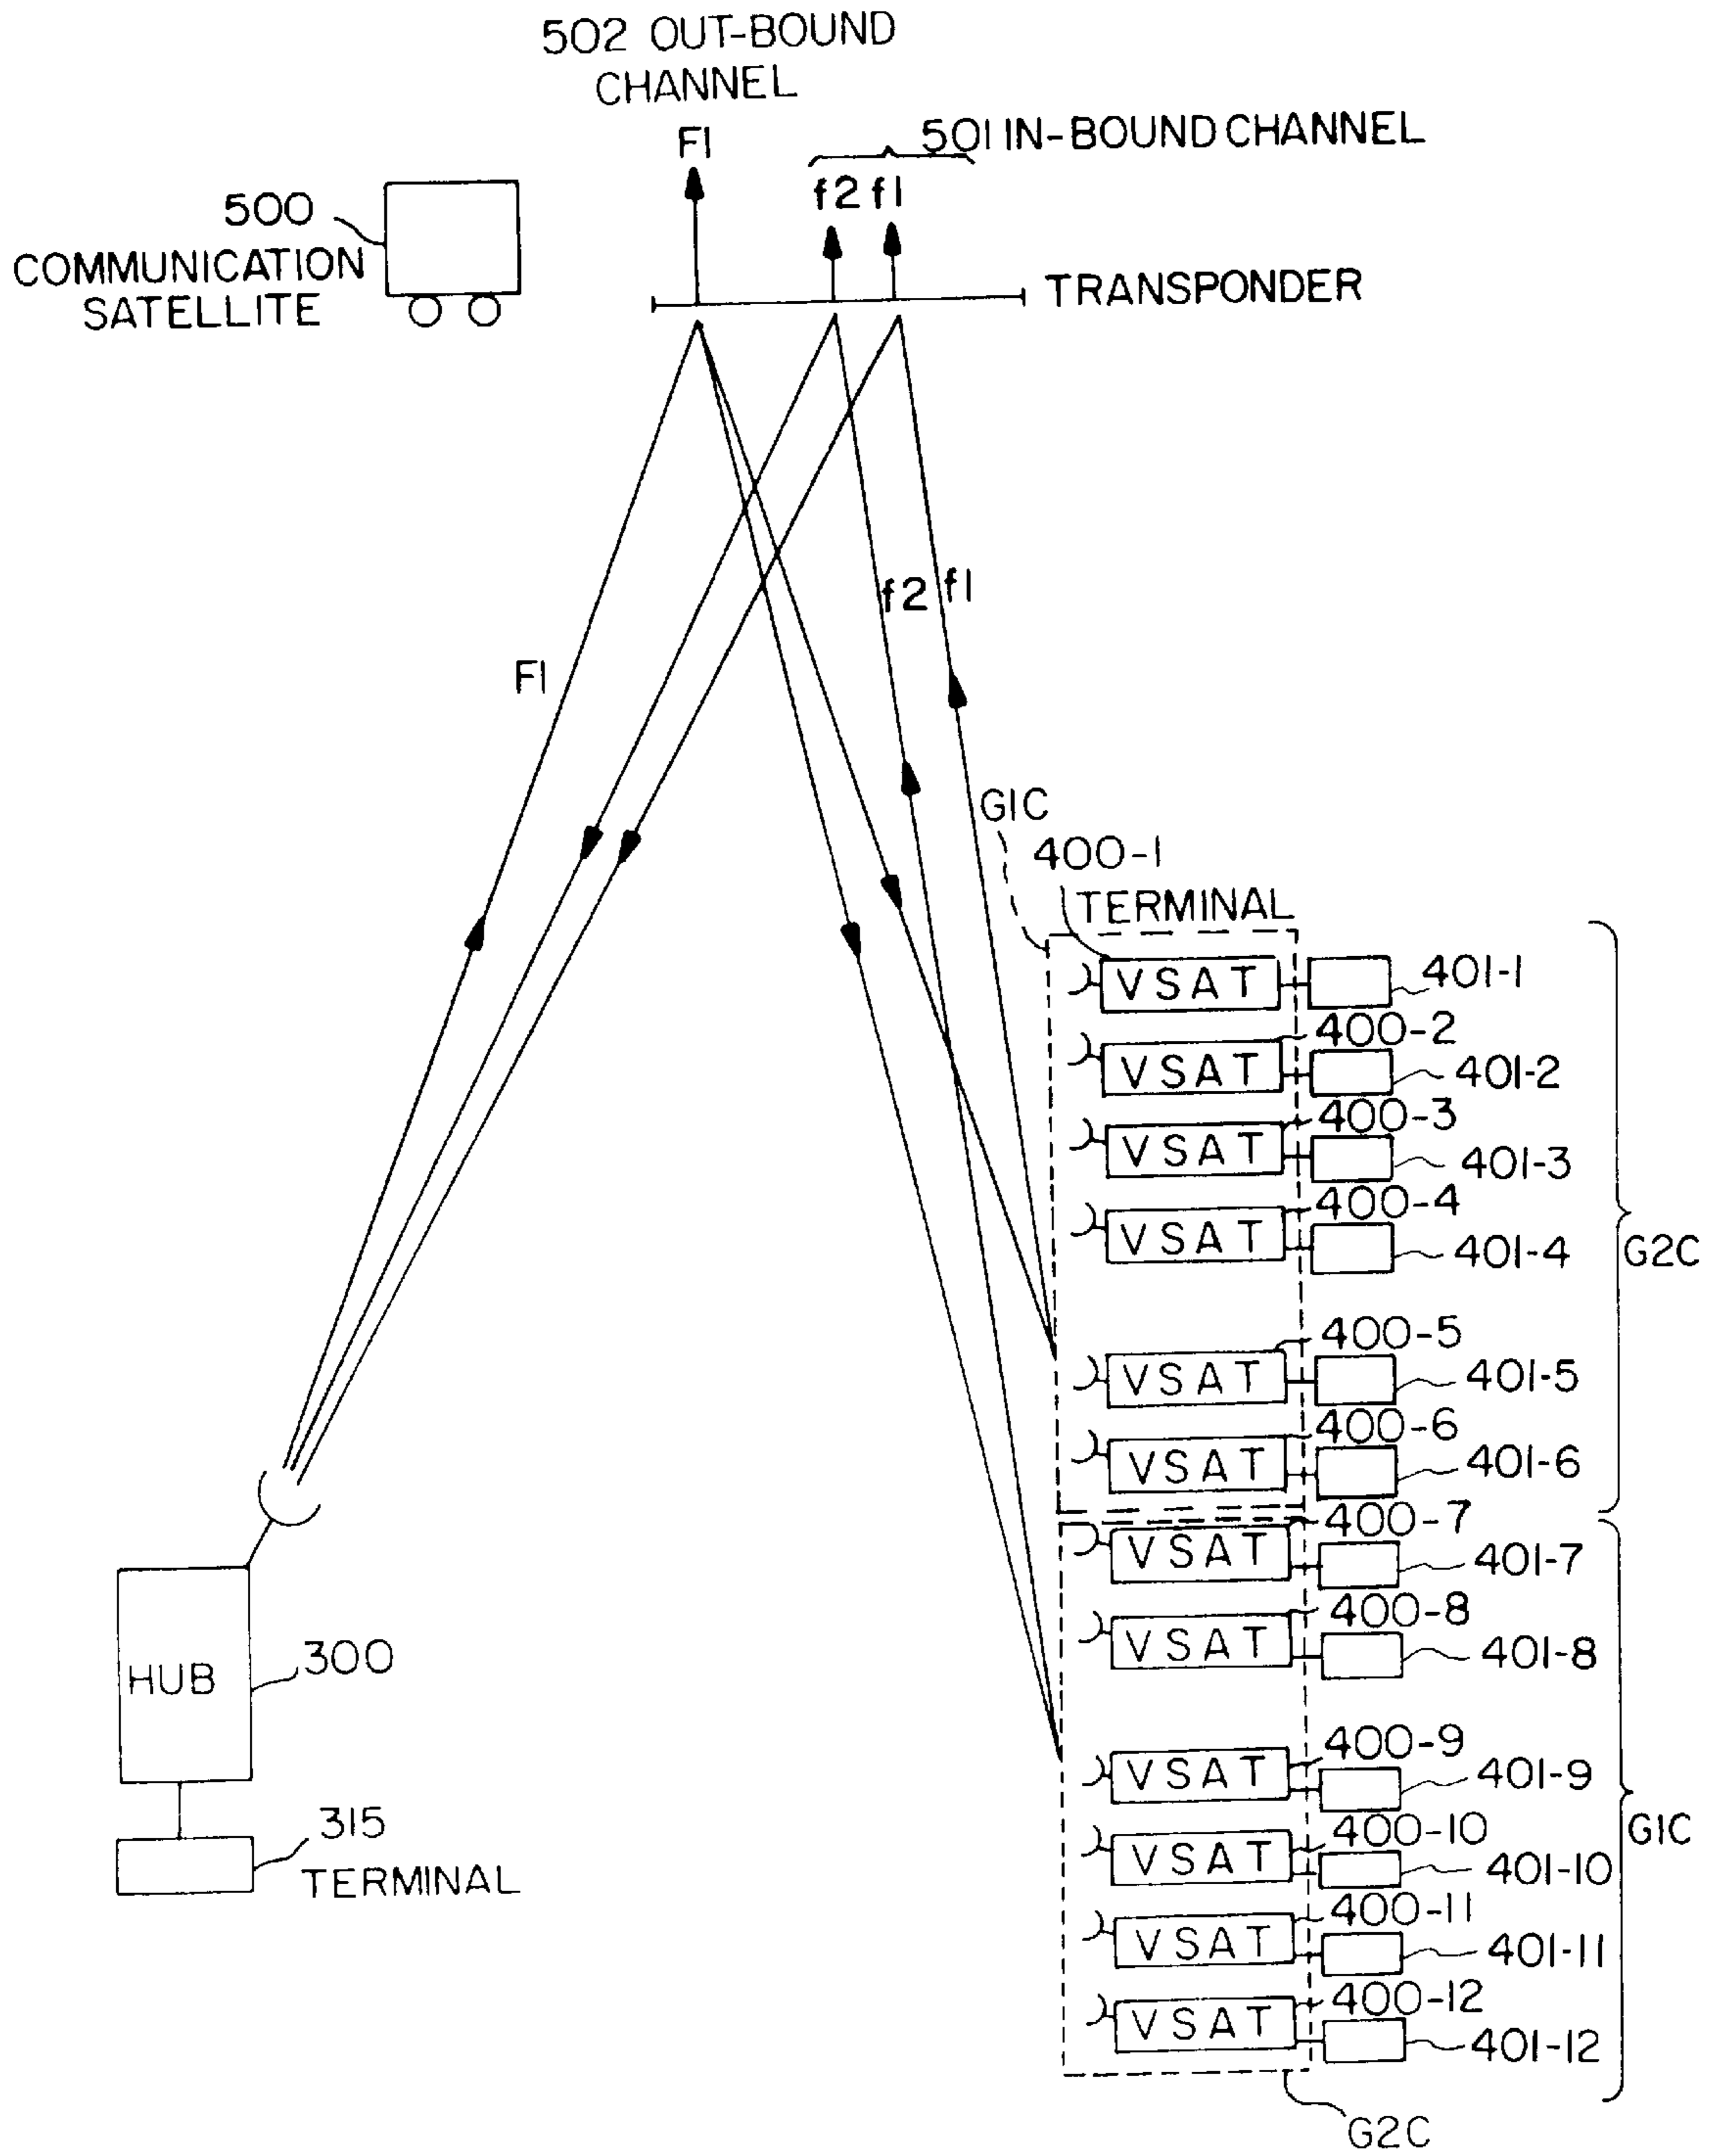 502 OUT-BOUND
CHANNEL
F1
501 IN-BOUND CHANNEL
f2 f1
500
COMMUNICATION
SATELLITE
TRANSPONDER
f2 f1
F1
G1C
400-1
TERMINAL
VSAT
401-1
400-2
VSAT
401-2
400-3
VSAT
401-3
400-4
VSAT
401-4
G2C
400-5
VSAT
401-5
400-6
VSAT
401-6
400-7
VSAT
401-7
400-8
VSAT
401-8
HUB
300
400-9
VSAT
401-9
315
TERMINAL
G1C
400-10
VSAT
401-10
400-11
VSAT
401-11
400-12
VSAT
401-12
G2C